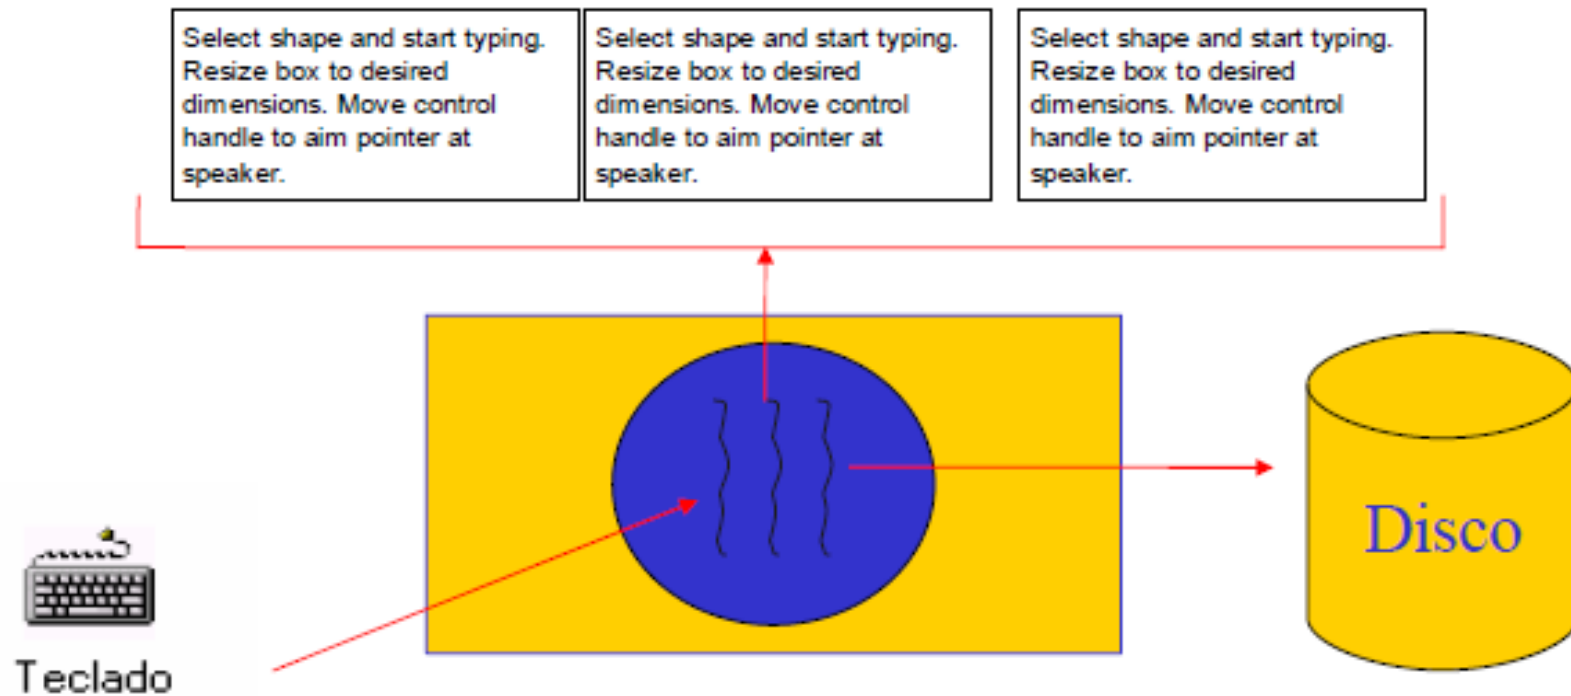 Select shape and start typing.
Resize box to desired
dimensions. Move control
handle to aim pointer at
speaker.
Select shape and start typing.
Resize box to desired
dimensions. Move control
handle to aim pointer at
speaker.
Select shape and start typing.
Resize box to desired
dimensions. Move control
handle to aim pointer at
speaker.
Disco
Teclado